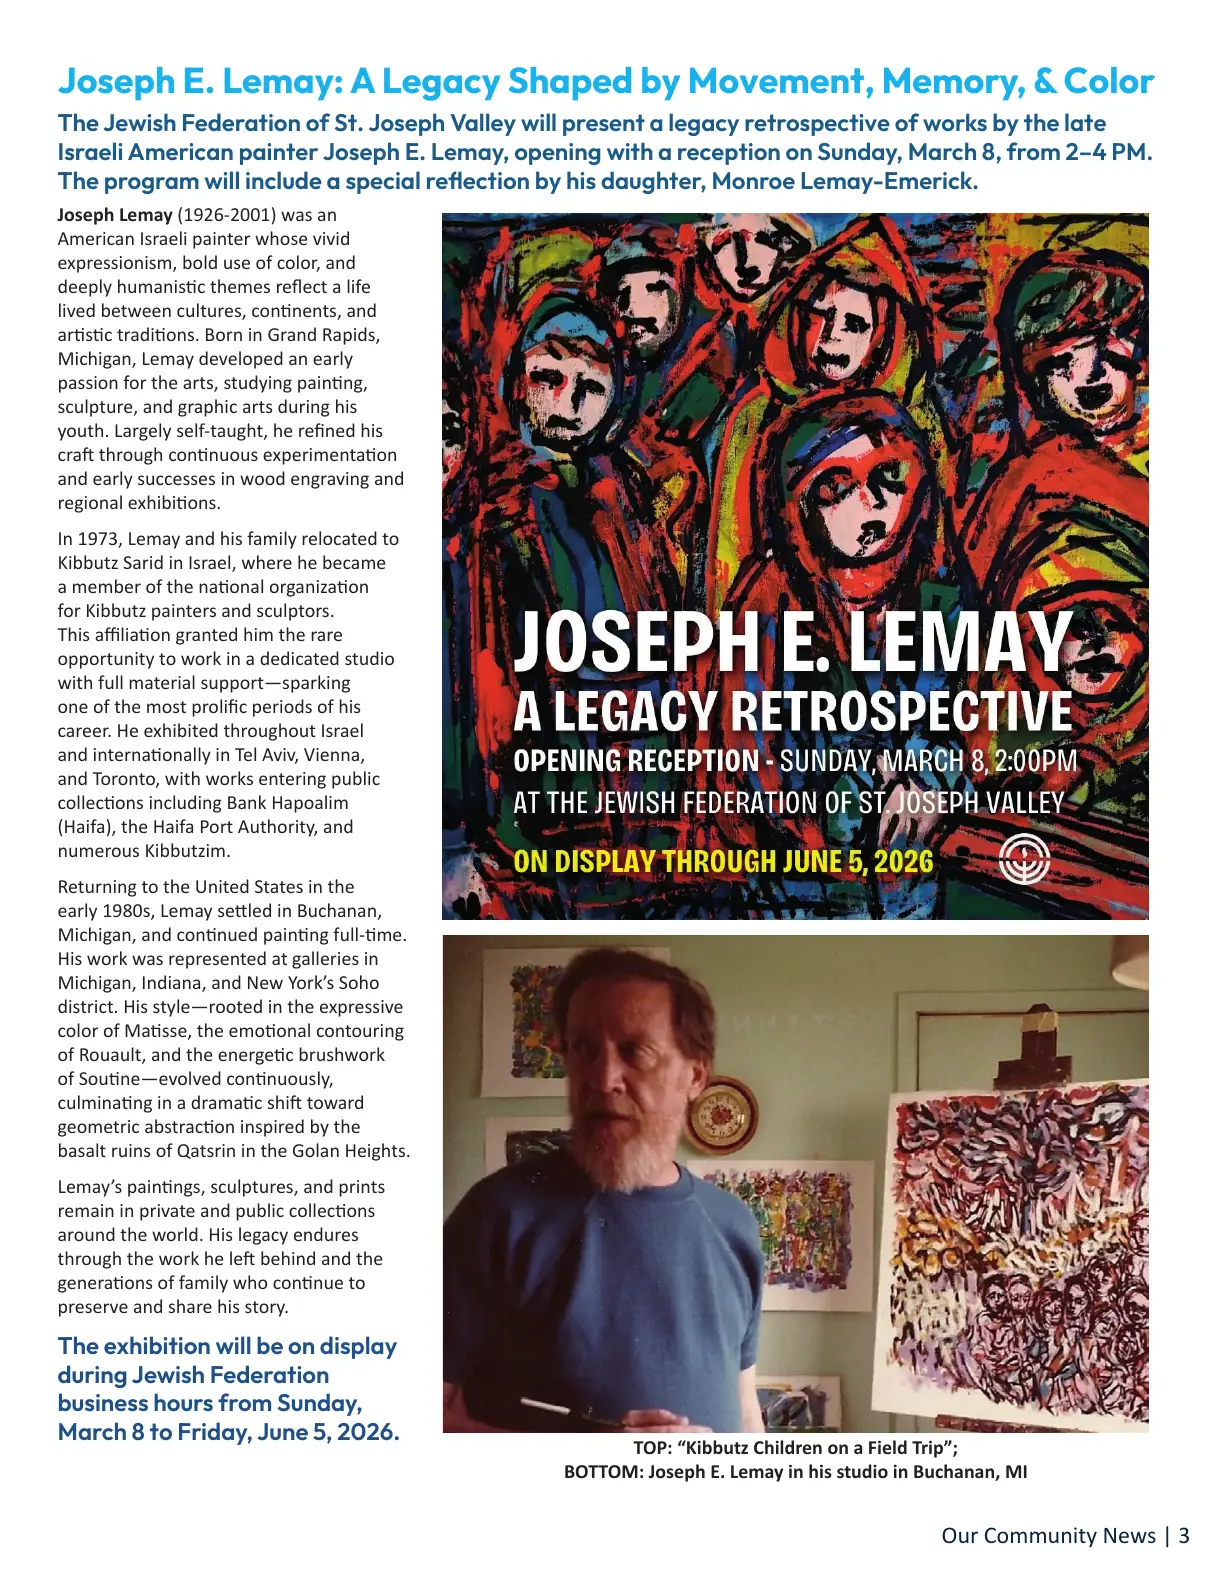 Joseph E. Lemay: A Legacy Shaped by Movement, Memory, & Color
The Jewish Federation of St. Joseph Valley will present a legacy retrospective of works by the late
Israeli American painter Joseph E. Lemay, opening with a reception on Sunday, March 8, from 2–4 PM.
The program will include a special reflection by his daughter, Monroe Lemay-Emerick.
Joseph Lemay (1926-2001) was an
American Israeli painter whose vivid
expressionism, bold use of color, and
deeply humanistic themes reflect a life
lived between cultures, continents, and
artistic traditions. Born in Grand Rapids,
Michigan, Lemay developed an early
passion for the arts, studying painting,
sculpture, and graphic arts during his
youth. Largely self-taught, he refined his
craft through continuous experimentation
and early successes in wood engraving and
regional exhibitions.
In 1973, Lemay and his family relocated to
Kibbutz Sarid in Israel, where he became
a member of the national organization
for Kibbutz painters and sculptors.
This affiliation granted him the rare
opportunity to work in a dedicated studio
with full material support—sparking
one of the most prolific periods of his
career. He exhibited throughout Israel
and internationally in Tel Aviv, Vienna,
and Toronto, with works entering public
collections including Bank Hapoalim
(Haifa), the Haifa Port Authority, and
numerous Kibbutzim.
Returning to the United States in the
early 1980s, Lemay settled in Buchanan,
Michigan, and continued painting full-time.
His work was represented at galleries in
Michigan, Indiana, and New York's Soho
district. His style—rooted in the expressive
color of Matisse, the emotional contouring
of Rouault, and the energetic brushwork
of Soutine—evolved continuously,
culminating in a dramatic shift toward
geometric abstraction inspired by the
basalt ruins of Qatsrin in the Golan Heights.
Lemay's paintings, sculptures, and prints
remain in private and public collections
around the world. His legacy endures
through the work he left behind and the
generations of family who continue to
preserve and share his story.
The exhibition will be on display
during Jewish Federation
business hours from Sunday,
March 8 to Friday, June 5, 2026.
JOSEPH E. LEMAY
A LEGACY RETROSPECTIVE
OPENING RECEPTION - SUNDAY, MARCH 8, 2:00PM
AT THE JEWISH FEDERATION OF ST. JOSEPH VALLEY
ON DISPLAY THROUGH JUNE 5, 2026
TOP: “Kibbutz Children on a Field Trip”;
BOTTOM: Joseph E. Lemay in his studio in Buchanan, MI
Our Community News | 3